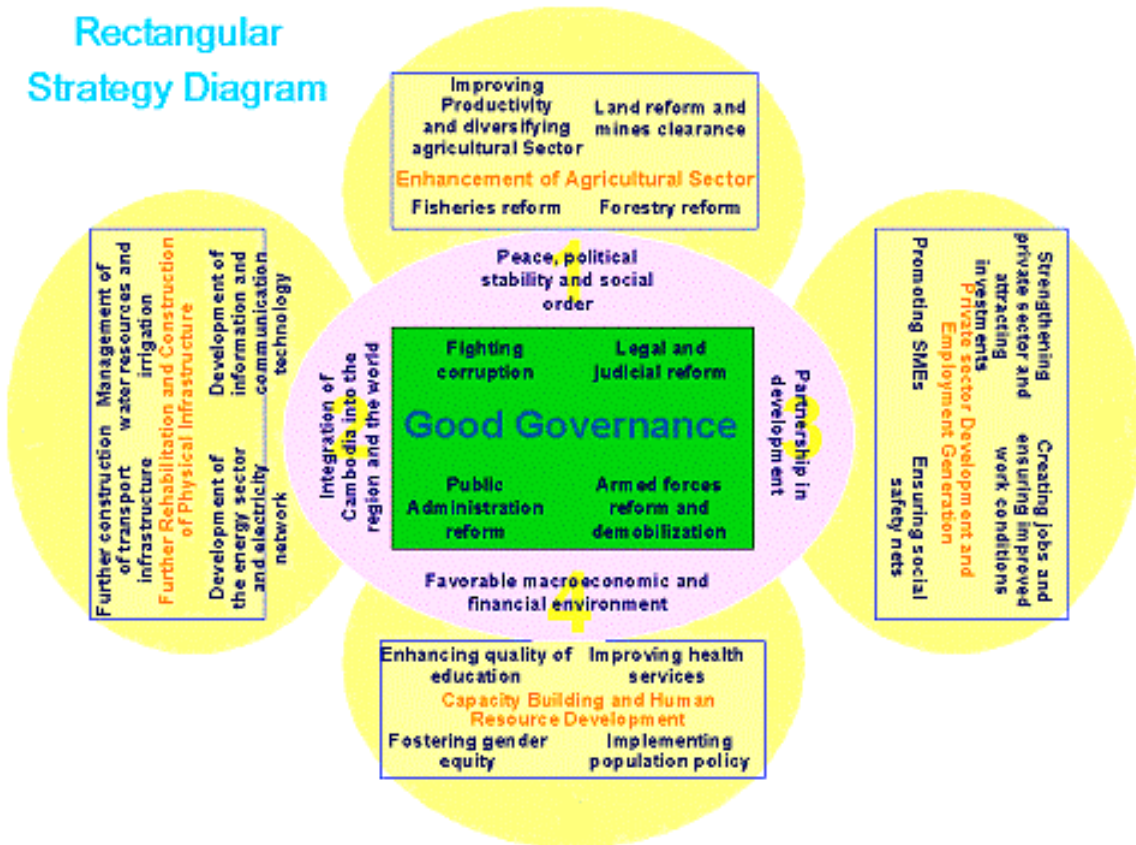 Rectangular
Strategy Diagram
Improving
Productivity
and diversifying
agricultural Sector
Land reform and
mines clearance
Enhancement of Agricultural Sector
Fisheries reform
Forestry reform
1
Peace, political
stability and social
order
Management of
water resources and
irrigation
Development of
information and
communication
technology
Further Rehabilitation and Construction
of Physical Infrastructure
Further construction
of transport
infrastructure
Development of
the energy sector
and electricity
network
Integration of
Cambodia into the
region and the world
Fighting
corruption
Legal and
judicial reform
Good Governance
Public
Administration
reform
Armed forces
reform and
demobilization
3
Partnership in
development
Strengthening
private sector and
attracting
investments
Promoting SMEs
Private sector Development and
Employment Generation
Creating jobs and
ensuring improved
work conditions
Ensuring social
safety nets
4
Favorable macroeconomic and
financial environment
Enhancing quality of
education
Improving health
services
Capacity Building and Human
Resource Development
Fostering gender
equity
Implementing
population policy